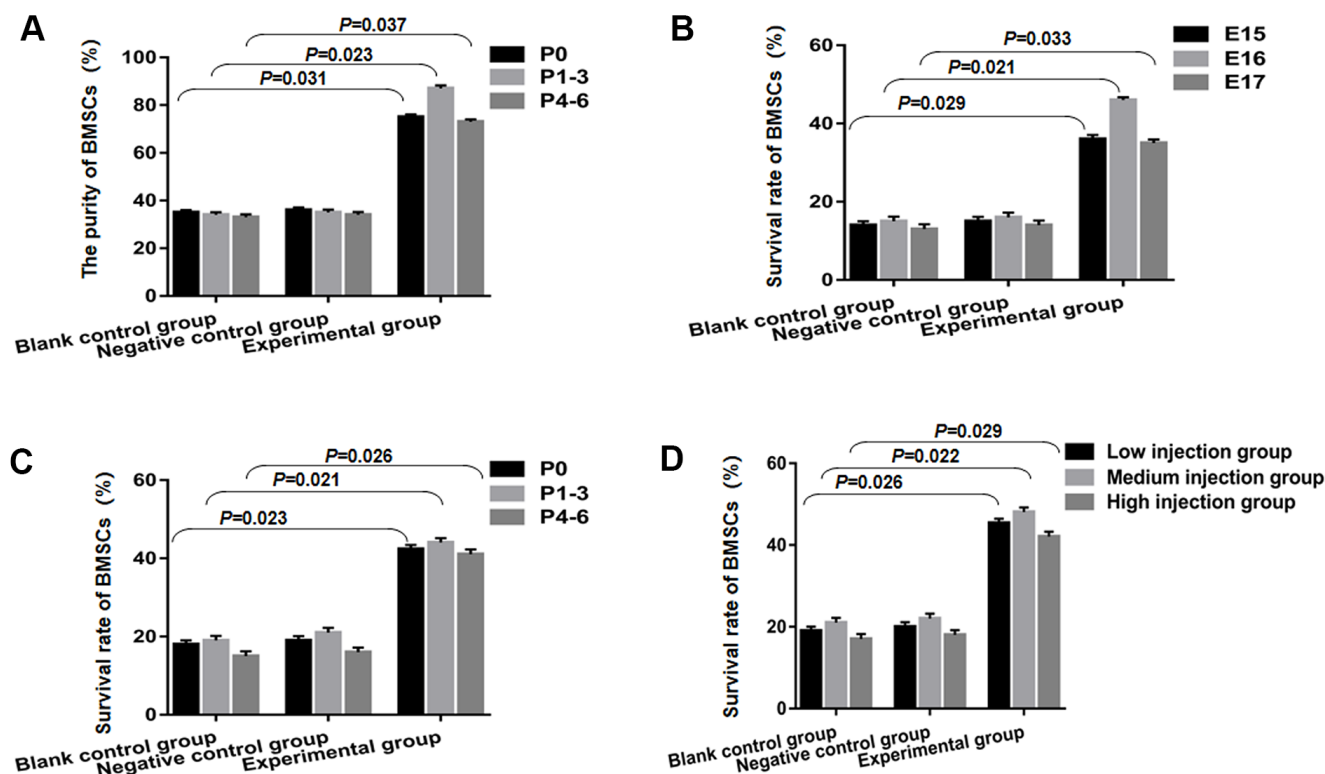 A
P=0.037
P=0.023
P=0.031
P0
P1-3
P4-6
The purity of BMSCs (%)
100
80
60
40
20
0
Blank control group
Negative control group
Experimental group
B
P=0.033
P=0.021
P=0.029
E15
E16
E17
Survival rate of BMSCs (%)
60
40
20
0
Blank control group
Negative control group
Experimental group
C
P=0.026
P=0.021
P=0.023
P0
P1-3
P4-6
Survival rate of BMSCs (%)
60
40
20
0
Blank control group
Negative control group
Experimental group
D
P=0.029
P=0.022
P=0.026
Low injection group
Medium injection group
High injection group
Survival rate of BMSCs (%)
60
40
20
0
Blank control group
Negative control group
Experimental group